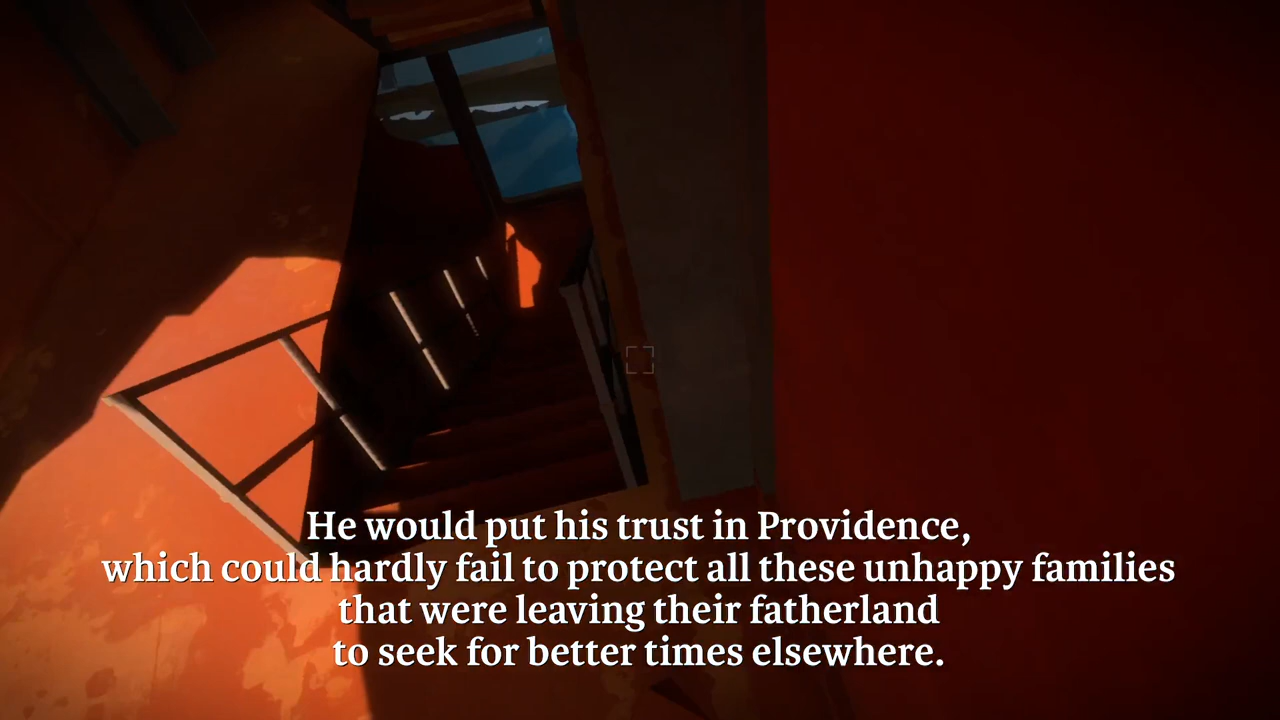 He would put his trust in Providence,
which could hardly fail to protect all these unhappy families
that were leaving their fatherland
to seek for better times elsewhere.